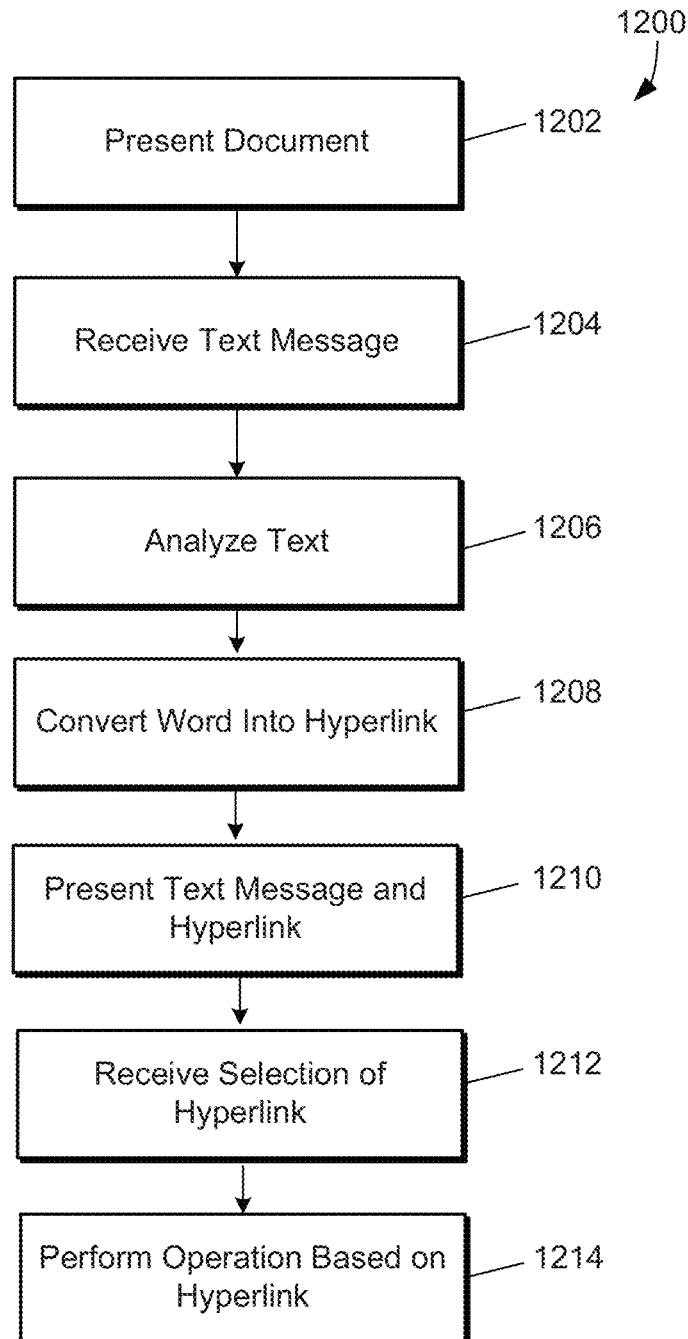 1200
Present Document
1202
Receive Text Message
1204
Analyze Text
1206
Convert Word Into Hyperlink
1208
Present Text Message and
Hyperlink
1210
Receive Selection of
Hyperlink
1212
Perform Operation Based on
Hyperlink
1214